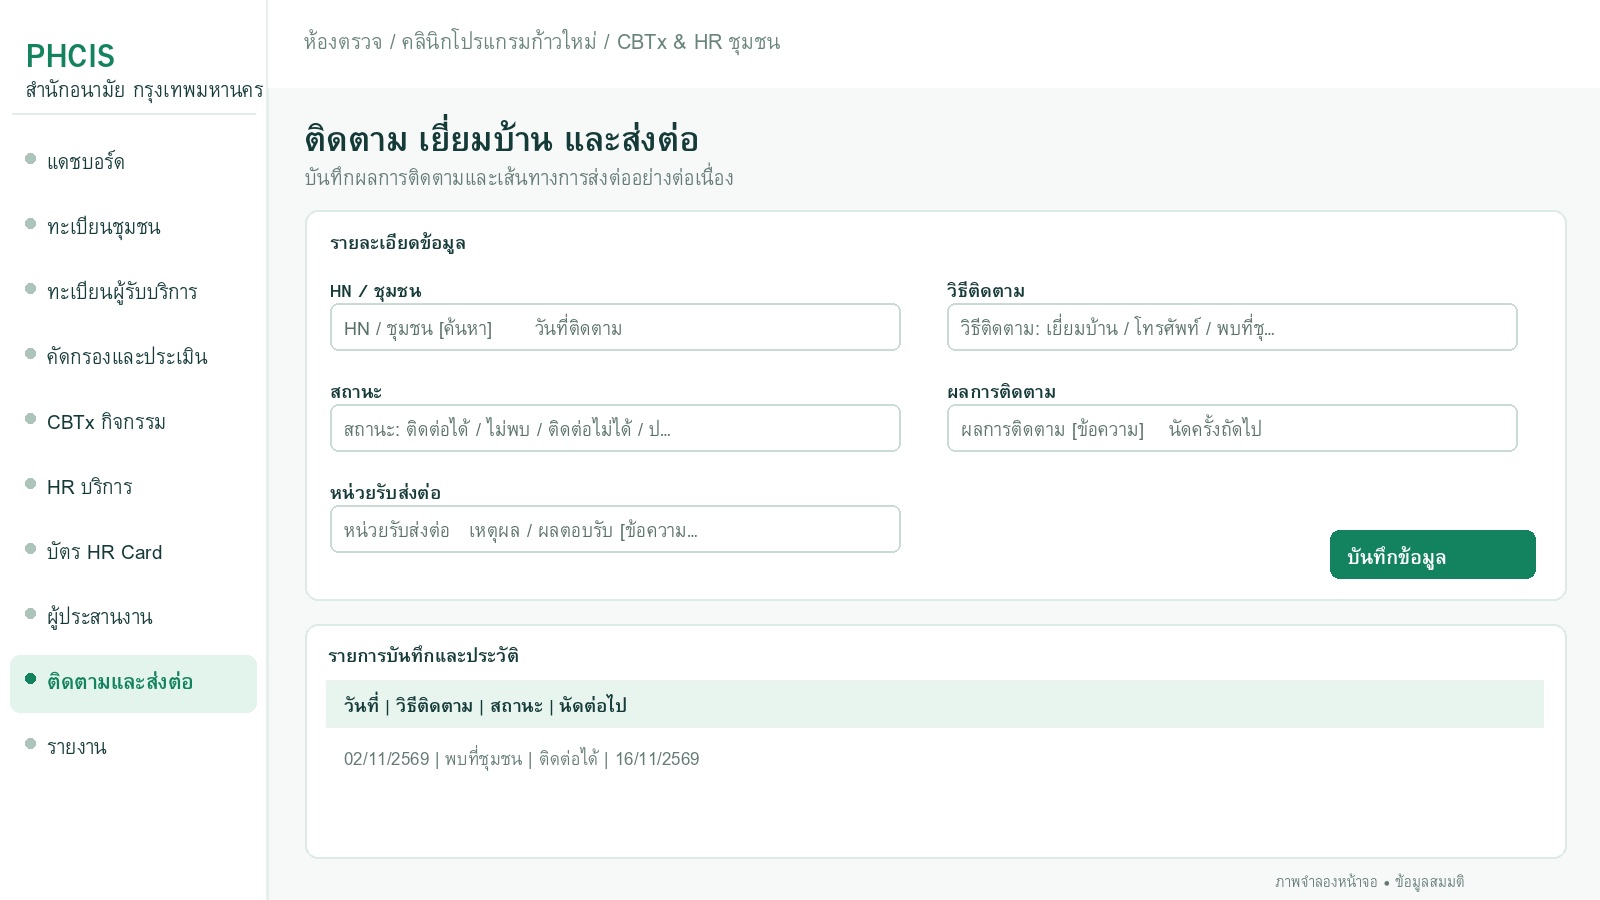 PHCIS
สำนักอนามัย กรุงเทพมหานคร
แดชบอร์ด
ทะเบียนชุมชน
ทะเบียนผู้รับบริการ
คัดกรองและประเมิน
CBTx กิจกรรม
HR บริการ
บัตร HR Card
ผู้ประสานงาน
ติดตามและส่งต่อ
รายงาน
ห้องตรวจ / คลินิกโปรแกรมก้าวใหม่ / CBTx & HR ชุมชน
ติดตาม เยี่ยมบ้าน และส่งต่อ
บันทึกผลการติดตามและเส้นทางการส่งต่ออย่างต่อเนื่อง
รายละเอียดข้อมูล
HN / ชุมชน
HN / ชุมชน [ค้นหา] วันที่ติดตาม
วิธีติดตาม
วิธีติดตาม: เยี่ยมบ้าน / โทรศัพท์ / พบที่ชุ...
สถานะ
สถานะ: ติดต่อได้ / ไม่พบ / ติดต่อไม่ได้ / ป...
ผลการติดตาม
ผลการติดตาม [ข้อความ] นัดครั้งถัดไป
หน่วยรับส่งต่อ
หน่วยรับส่งต่อ เหตุผล / ผลตอบรับ [ข้อความ...
บันทึกข้อมูล
รายการบันทึกและประวัติ
วันที่ | วิธีติดตาม | สถานะ | นัดต่อไป
02/11/2569 | พบที่ชุมชน | ติดต่อได้ | 16/11/2569
ภาพจำลองหน้าจอ • ข้อมูลสมมติ